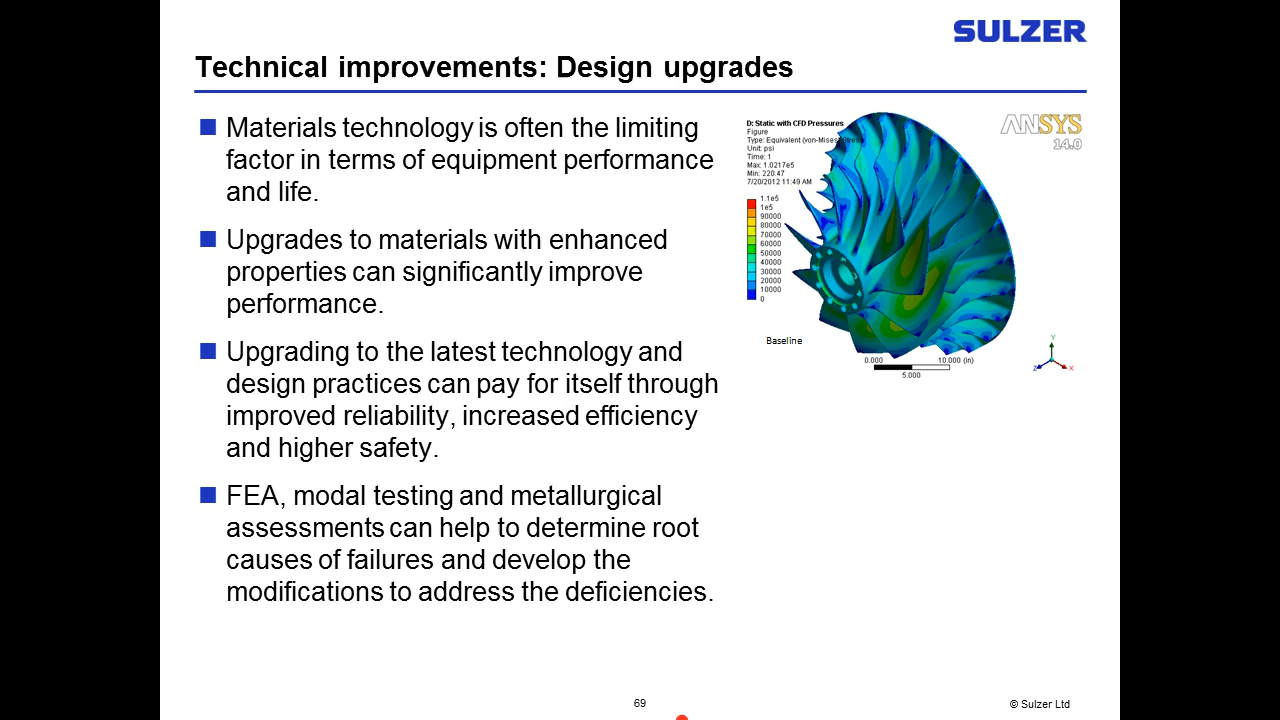 SULZER
Technical improvements: Design upgrades
Materials technology is often the limiting
factor in terms of equipment performance
and life.
Upgrades to materials with enhanced
properties can significantly improve
performance.
Upgrading to the latest technology and
design practices can pay for itself through
improved reliability, increased efficiency
and higher safety.
FEA, modal testing and metallurgical
assessments can help to determine root
causes of failures and develop the
modifications to address the deficiencies.
D: Static with CFD Pressures
Figure
Type: Equivalent (von-Mises) Stress
Unit: psi
Time: 1
Max: 1.0217e5
Min: 220.47
7/20/2012 11:49 AM
1.1e5
1e5
90000
80000
70000
60000
50000
40000
30000
20000
10000
0
ANSYS
14.0
Baseline
0.000
10.000 (in)
5.000
Y
Z
X
69
© Sulzer Ltd